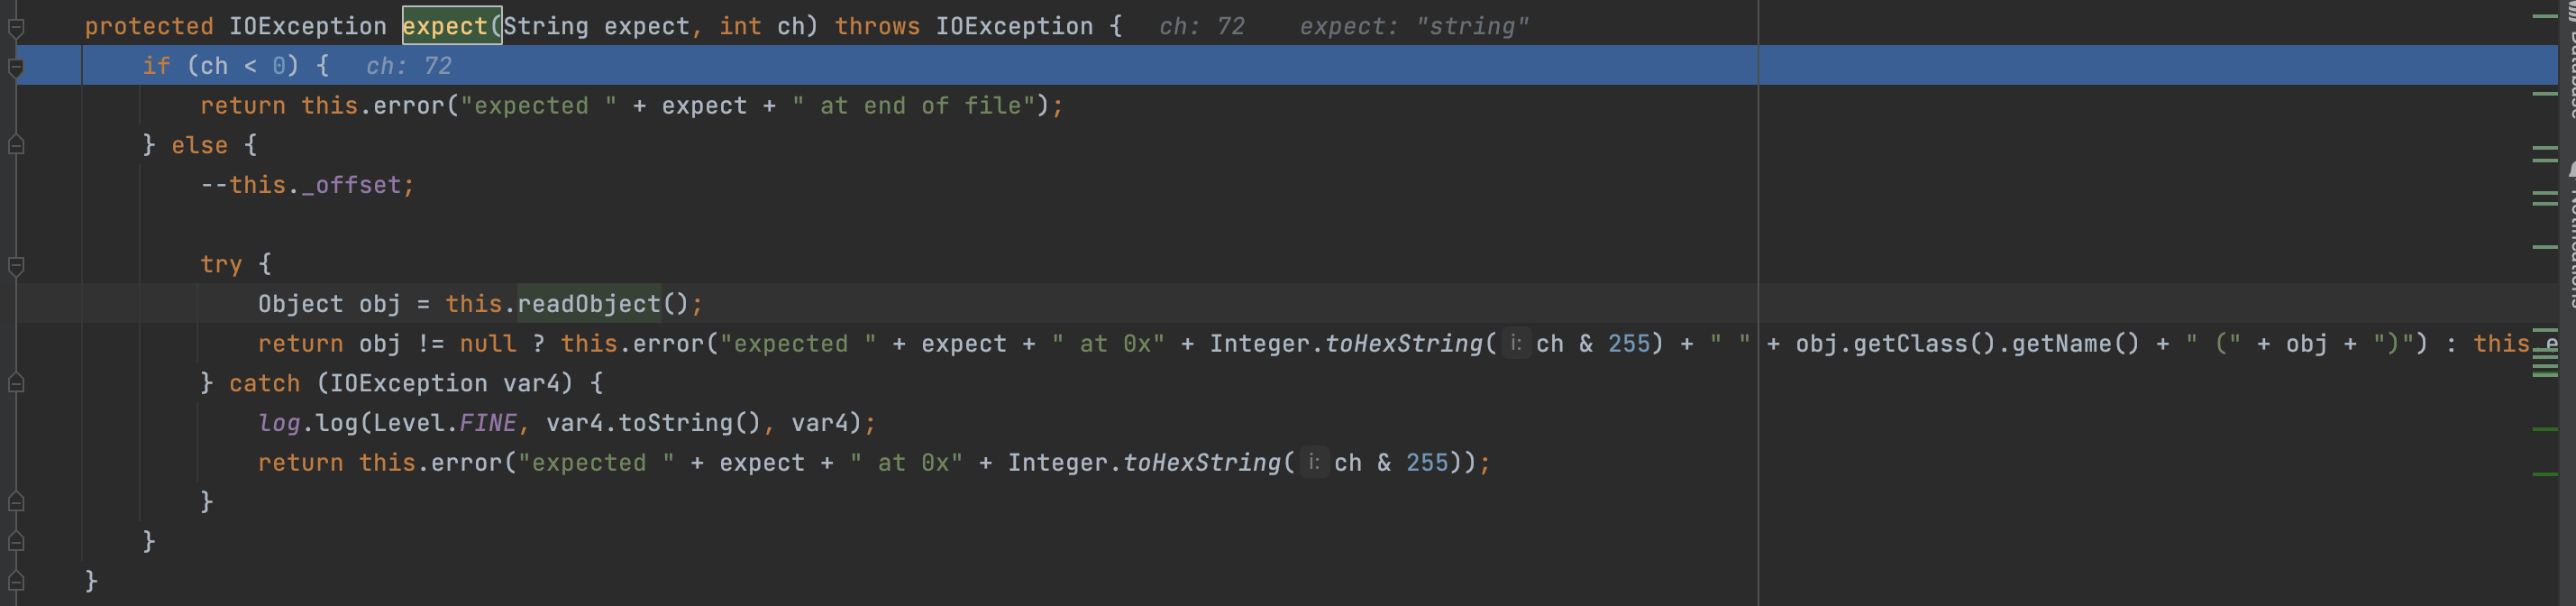 protected IOException expect(String expect, int ch) throws IOException {  ch: 72    expect: "string"
    if (ch < 0) {  ch: 72
        return this.error("expected " + expect + " at end of file");
    } else {
        --this._offset;

        try {
            Object obj = this.readObject();
            return obj != null ? this.error("expected " + expect + " at 0x" + Integer.toHexString( i: ch & 255) + " " + obj.getClass().getName() + " (" + obj + ")") : this.e
        } catch (IOException var4) {
            log.log(Level.FINE, var4.toString(), var4);
            return this.error("expected " + expect + " at 0x" + Integer.toHexString( i: ch & 255));
        }
    }
}
Database
Notifications